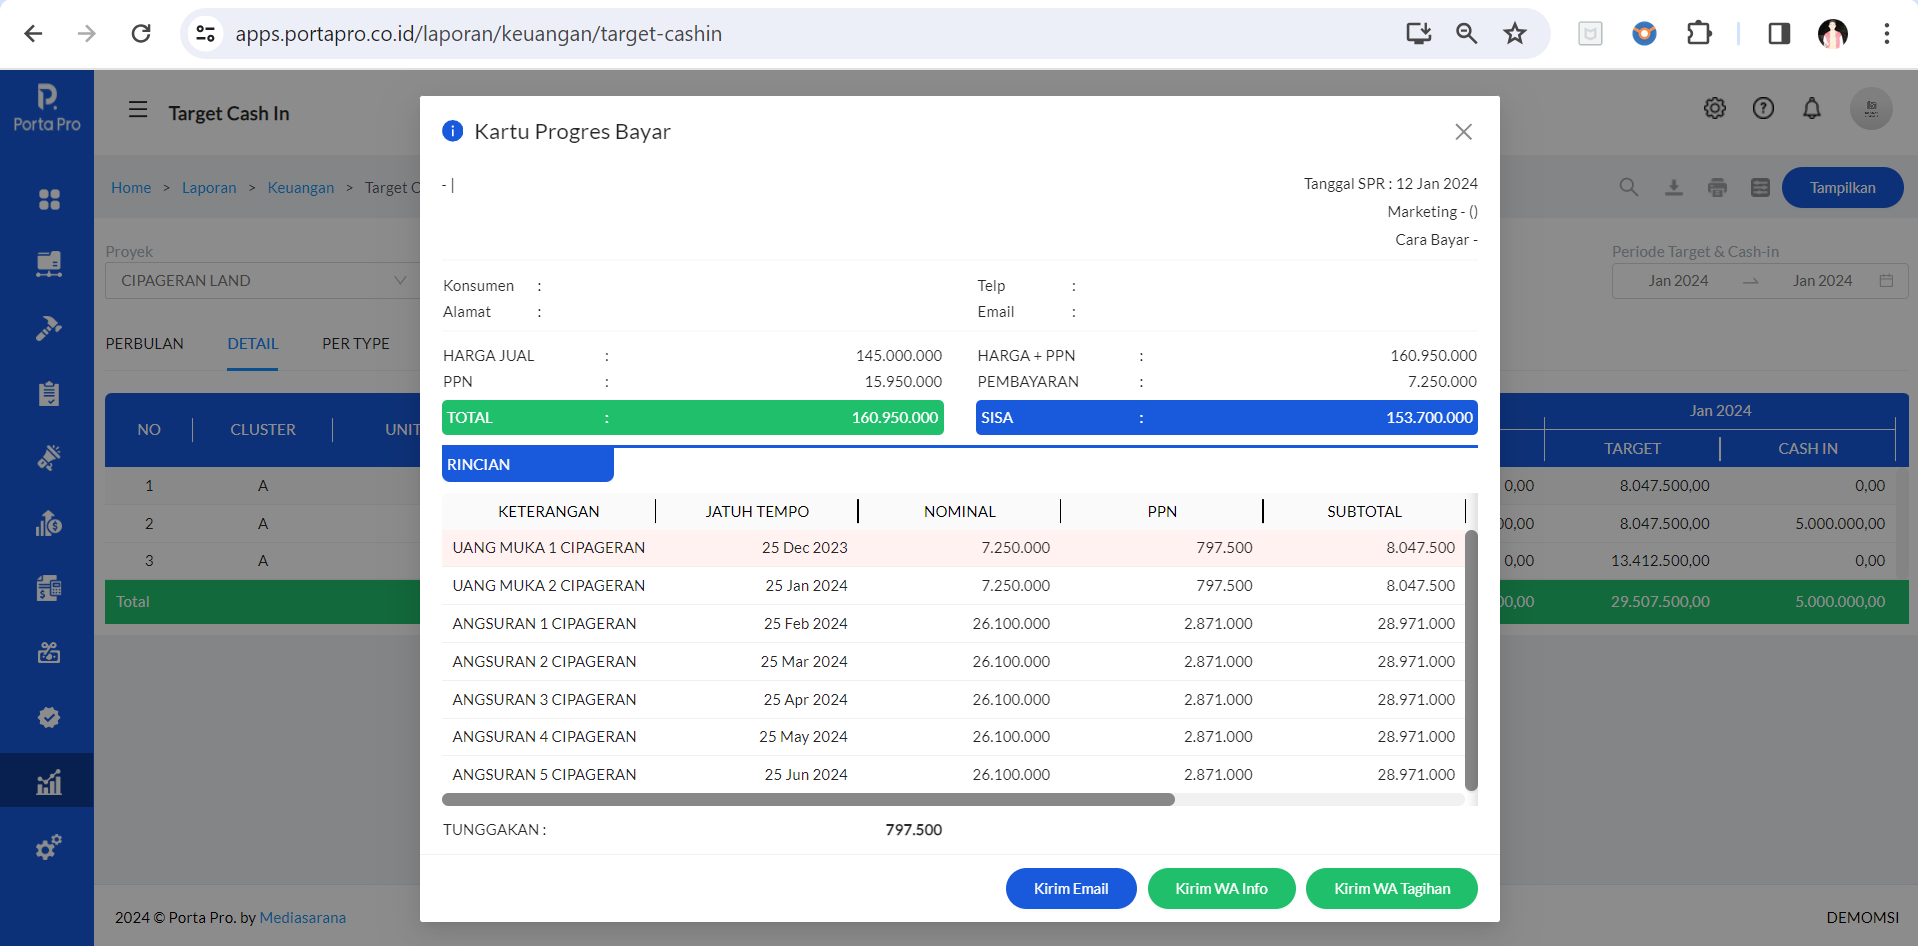 apps.portapro.co.id/laporan/keuangan/target-cashin
Porta Pro
Target Cash In
Home > Laporan > Keuangan > Target C
Tampilkan
Proyek
CIPAGERAN LAND
Periode Target & Cash-in
Jan 2024 → Jan 2024
PERBULAN DETAIL PER TYPE
NO CLUSTER UNIT
Jan 2024
TARGET CASH IN
1 A 0,00 8.047.500,00 0,00
2 A 00,00 8.047.500,00 5.000.000,00
3 A 0,00 13.412.500,00 0,00
Total 00,00 29.507.500,00 5.000.000,00
Kartu Progres Bayar
- |
Tanggal SPR : 12 Jan 2024
Marketing - ()
Cara Bayar -
Konsumen : Telp :
Alamat : Email :
HARGA JUAL : 145.000.000 HARGA + PPN : 160.950.000
PPN : 15.950.000 PEMBAYARAN : 7.250.000
TOTAL : 160.950.000 SISA : 153.700.000
RINCIAN
KETERANGAN JATUH TEMPO NOMINAL PPN SUBTOTAL
UANG MUKA 1 CIPAGERAN 25 Dec 2023 7.250.000 797.500 8.047.500
UANG MUKA 2 CIPAGERAN 25 Jan 2024 7.250.000 797.500 8.047.500
ANGSURAN 1 CIPAGERAN 25 Feb 2024 26.100.000 2.871.000 28.971.000
ANGSURAN 2 CIPAGERAN 25 Mar 2024 26.100.000 2.871.000 28.971.000
ANGSURAN 3 CIPAGERAN 25 Apr 2024 26.100.000 2.871.000 28.971.000
ANGSURAN 4 CIPAGERAN 25 May 2024 26.100.000 2.871.000 28.971.000
ANGSURAN 5 CIPAGERAN 25 Jun 2024 26.100.000 2.871.000 28.971.000
TUNGGAKAN : 797.500
Kirim Email Kirim WA Info Kirim WA Tagihan
2024 © Porta Pro. by Mediasarana
DEMOMSI